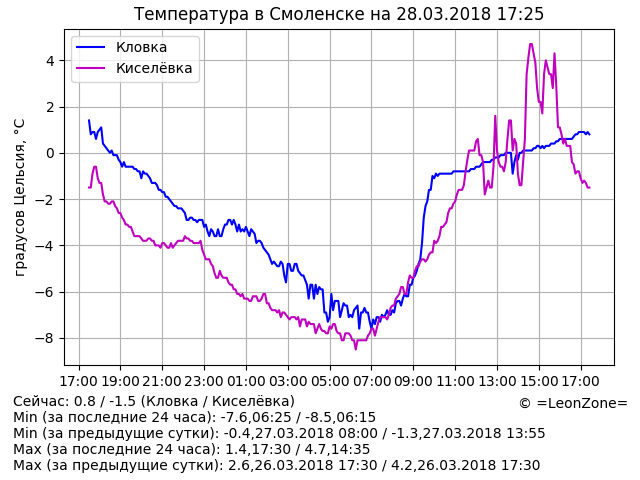 Температура в Смоленске на 28.03.2018 17:25
Кловка
Киселёвка
градусов Цельсия, °C
4
2
0
−2
−4
−6
−8
17:00 19:00 21:00 23:00 01:00 03:00 05:00 07:00 09:00 11:00 13:00 15:00 17:00
Сейчас: 0.8 / -1.5 (Кловка / Киселёвка)
© =LeonZone=
Min (за последние 24 часа): -7.6,06:25 / -8.5,06:15
Min (за предыдущие сутки): -0.4,27.03.2018 08:00 / -1.3,27.03.2018 13:55
Max (за последние 24 часа): 1.4,17:30 / 4.7,14:35
Max (за предыдущие сутки): 2.6,26.03.2018 17:30 / 4.2,26.03.2018 17:30